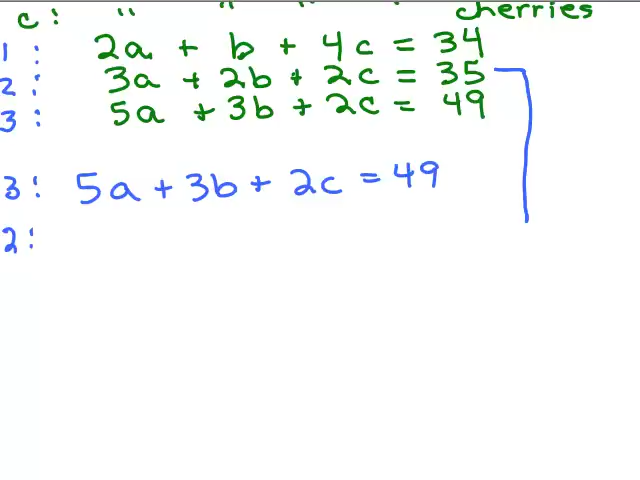 c: " " " cherries
1: 2a + b + 4c = 34
2: 3a + 2b + 2c = 35
3: 5a + 3b + 2c = 49
3: 5a + 3b + 2c = 49
2: